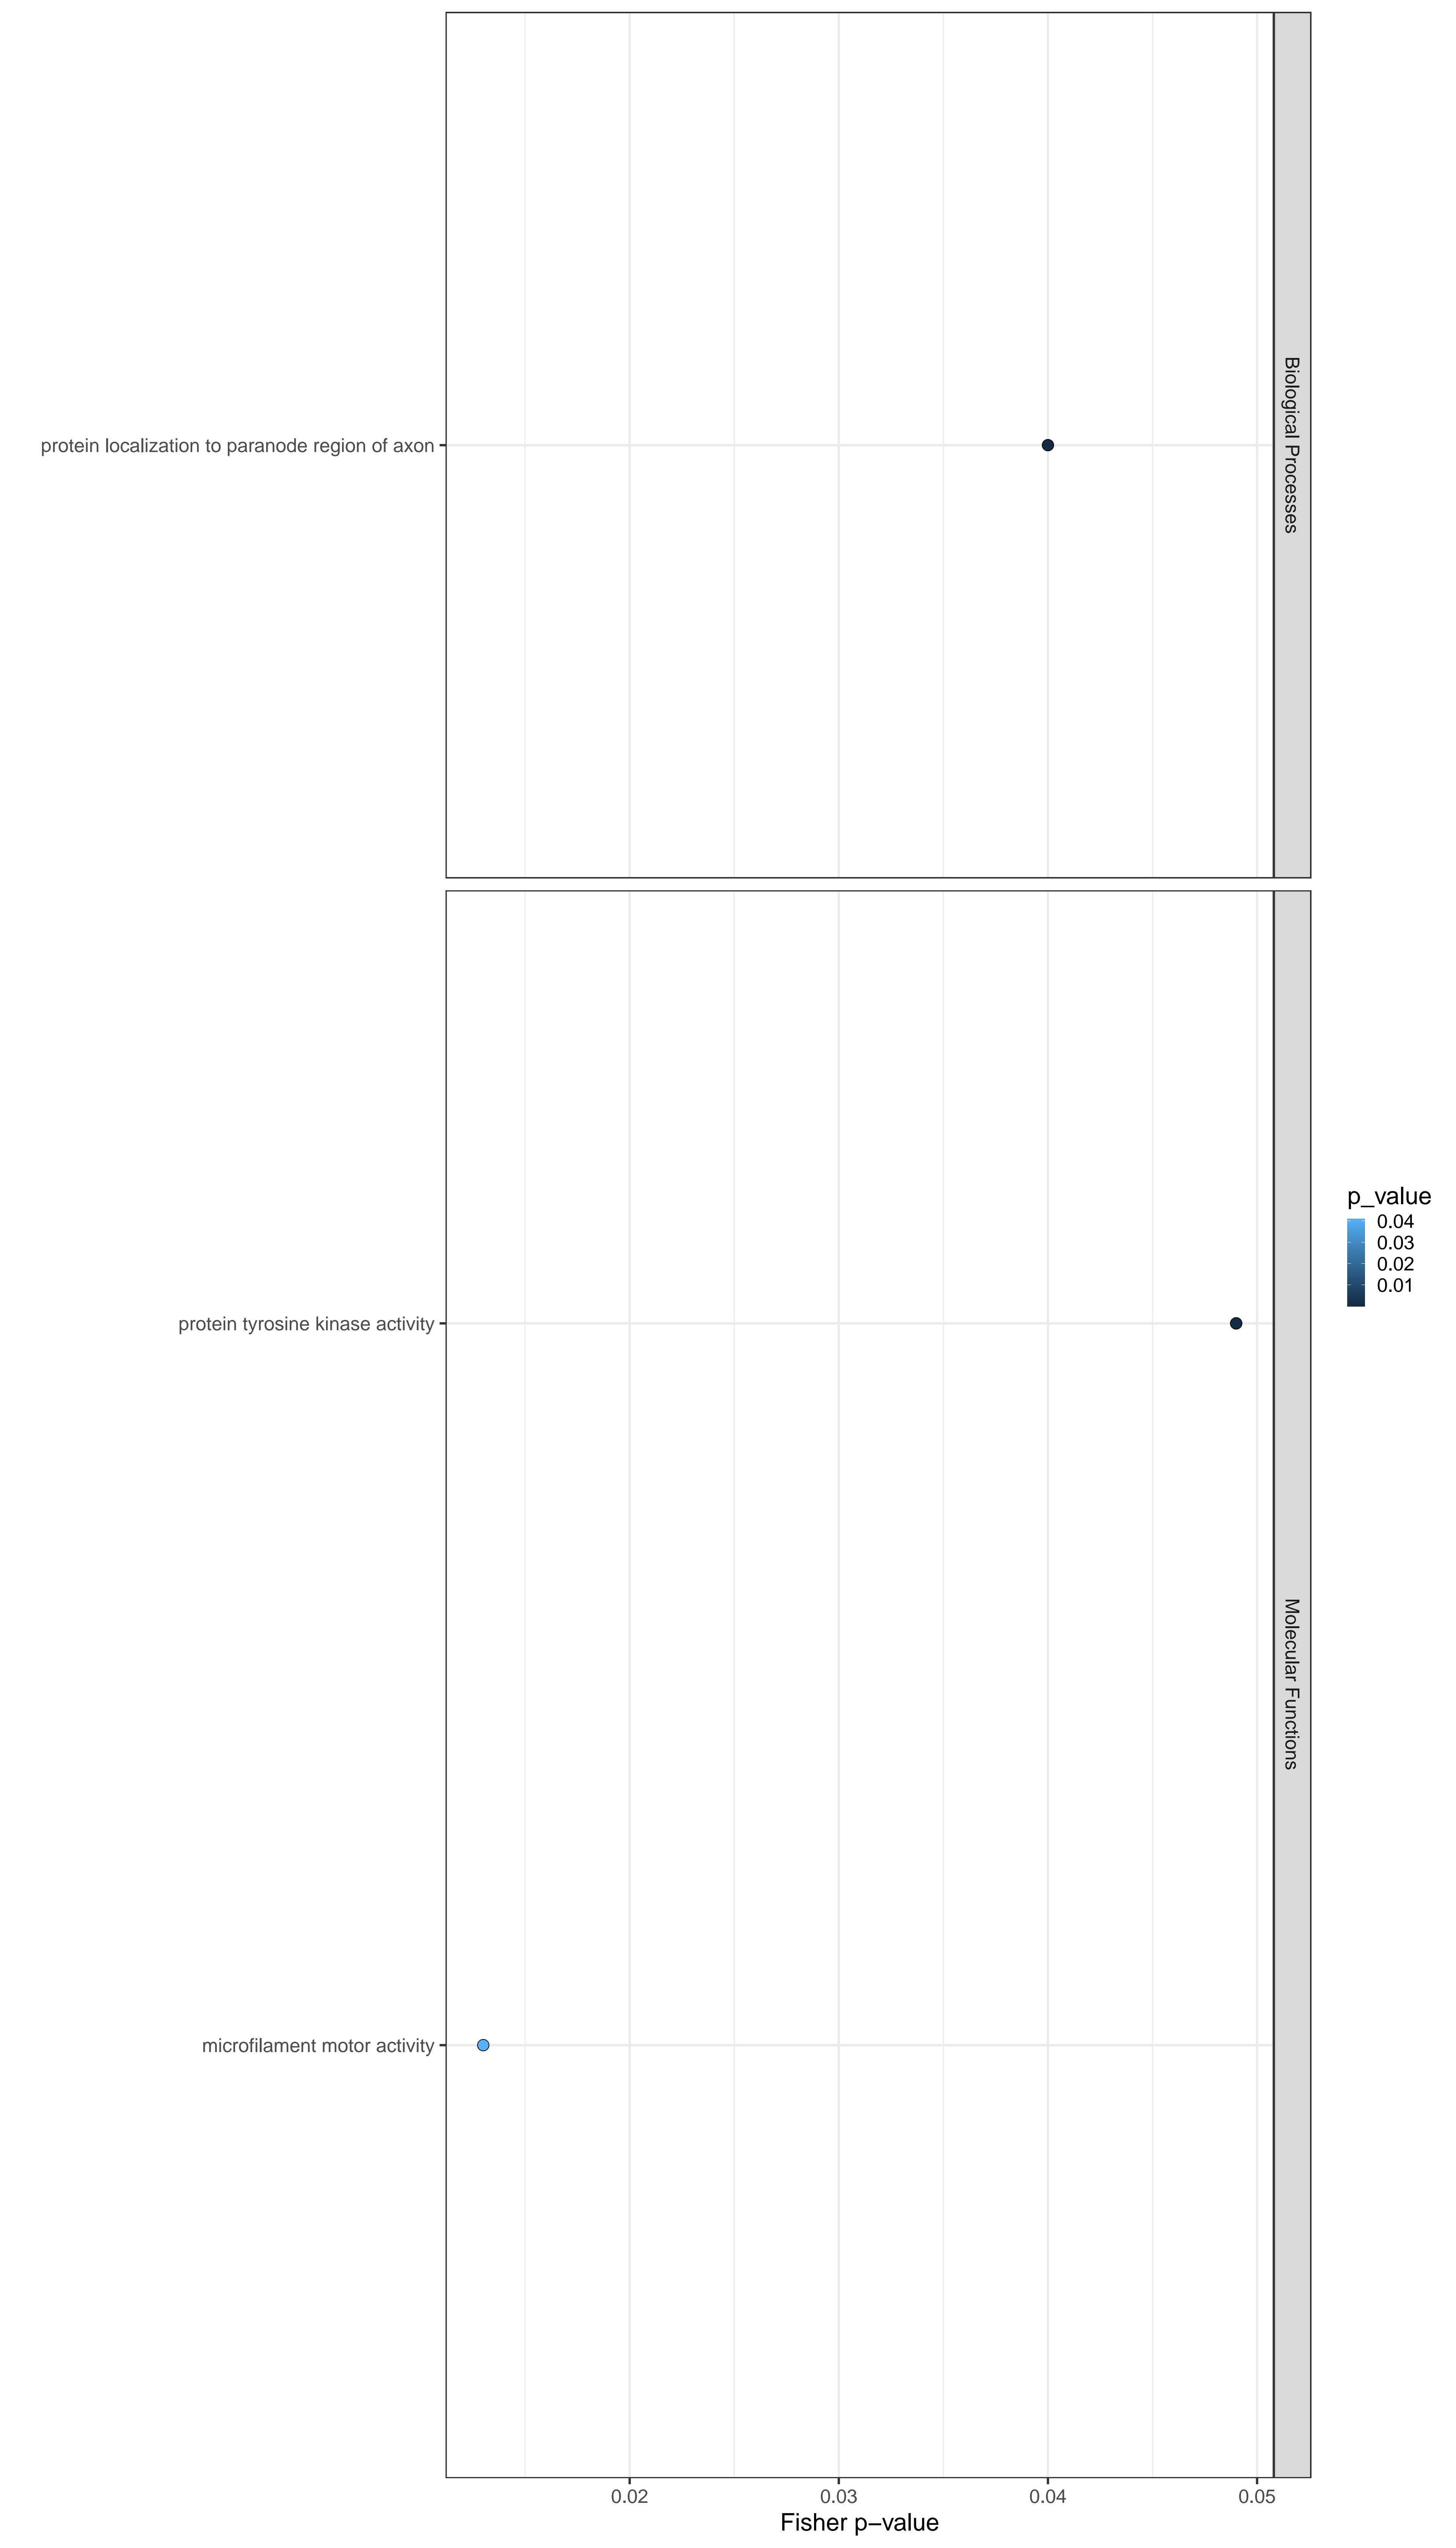 Biological Processes
protein localization to paranode region of axon
Molecular Functions
protein tyrosine kinase activity
microfilament motor activity
p_value
0.04
0.03
0.02
0.01
0.02 0.03 0.04 0.05
Fisher p−value